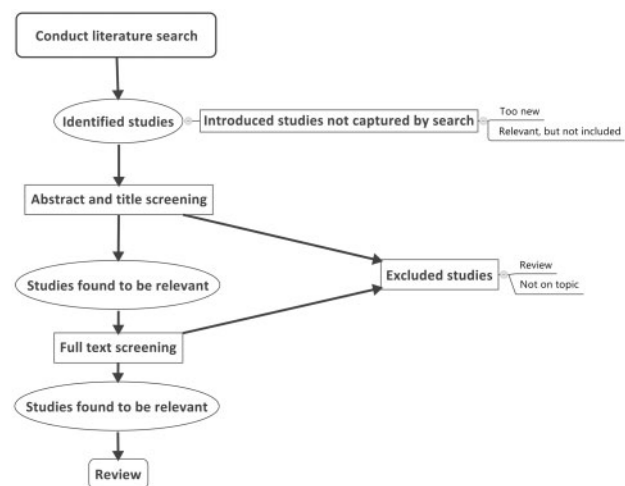 Conduct literature search
Identified studies
Introduced studies not captured by search
Too new
Relevant, but not included
Abstract and title screening
Studies found to be relevant
Excluded studies
Review
Not on topic
Full text screening
Studies found to be relevant
Review